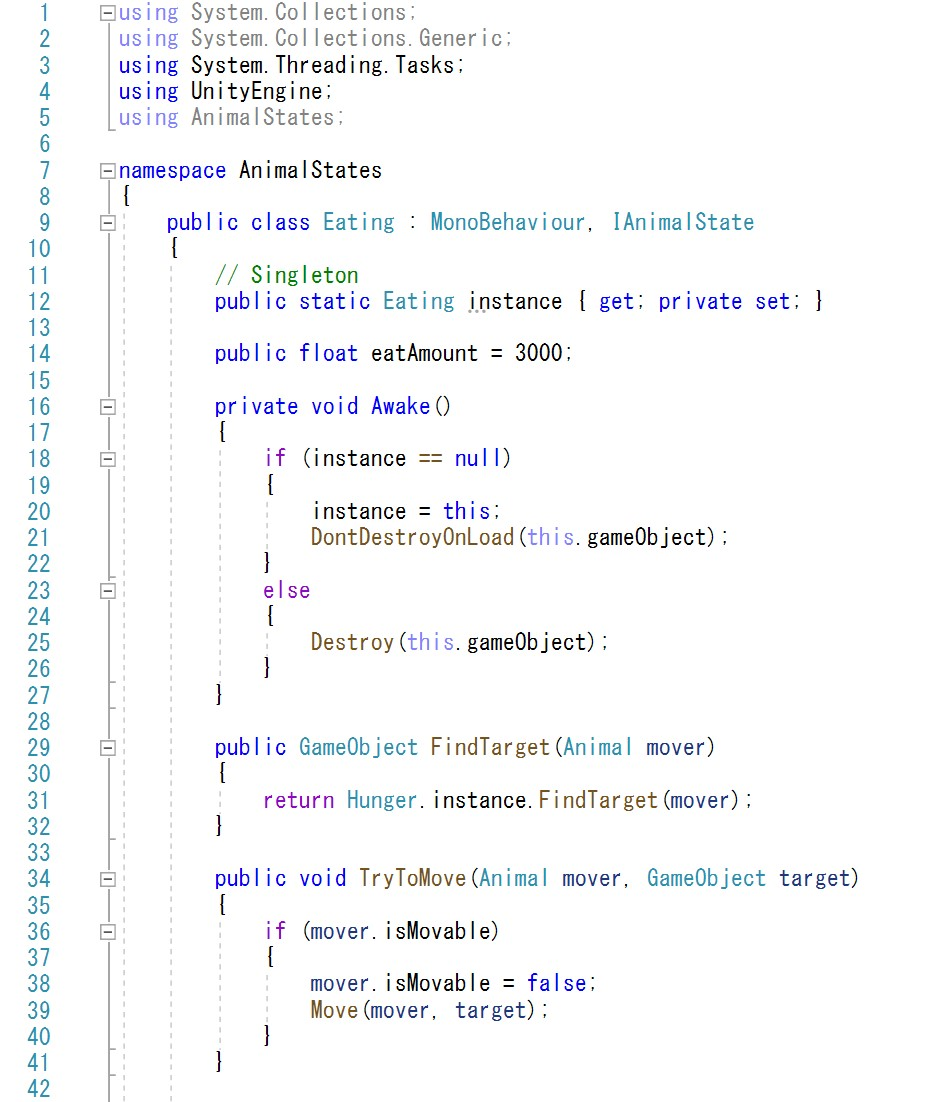 1 using System.Collections;
2 using System.Collections.Generic;
3 using System.Threading.Tasks;
4 using UnityEngine;
5 using AnimalStates;
6
7 namespace AnimalStates
8 {
9     public class Eating : MonoBehaviour, IAnimalState
10     {
11         // Singleton
12         public static Eating instance { get; private set; }
13
14         public float eatAmount = 3000;
15
16         private void Awake()
17         {
18             if (instance == null)
19             {
20                 instance = this;
21                 DontDestroyOnLoad(this.gameObject);
22             }
23             else
24             {
25                 Destroy(this.gameObject);
26             }
27         }
28
29         public GameObject FindTarget(Animal mover)
30         {
31             return Hunger.instance.FindTarget(mover);
32         }
33
34         public void TryToMove(Animal mover, GameObject target)
35         {
36             if (mover.isMovable)
37             {
38                 mover.isMovable = false;
39                 Move(mover, target);
40             }
41         }
42